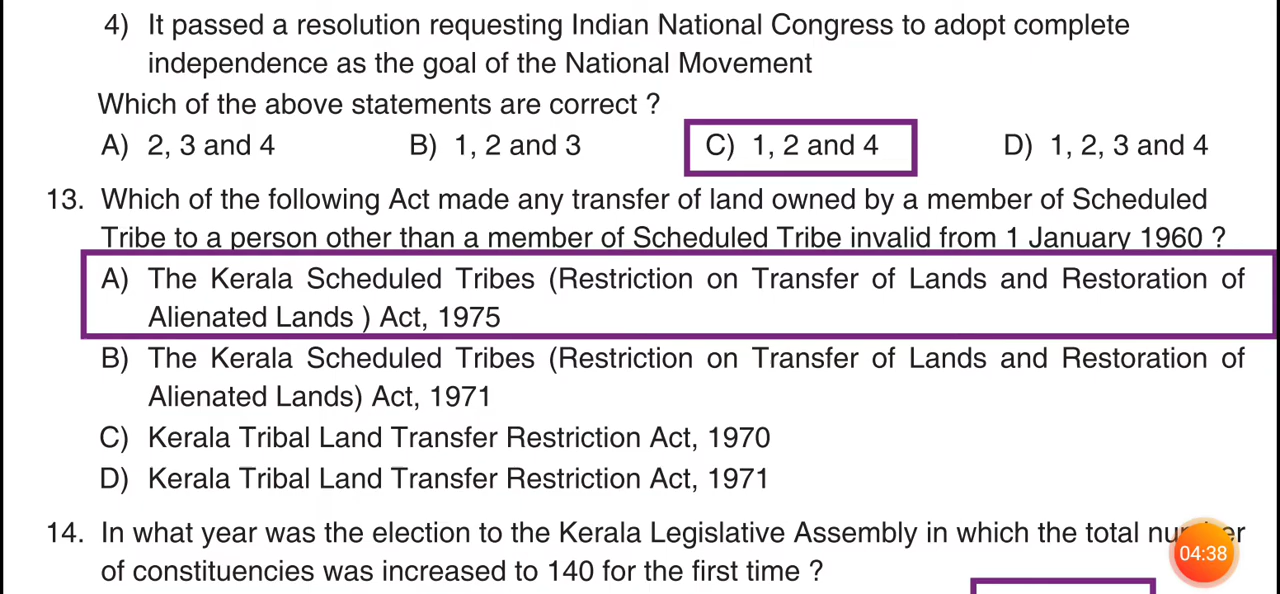 4) It passed a resolution requesting Indian National Congress to adopt complete
independence as the goal of the National Movement
Which of the above statements are correct ?
A) 2, 3 and 4 B) 1, 2 and 3 C) 1, 2 and 4 D) 1, 2, 3 and 4
13. Which of the following Act made any transfer of land owned by a member of Scheduled
Tribe to a person other than a member of Scheduled Tribe invalid from 1 January 1960 ?
A) The Kerala Scheduled Tribes (Restriction on Transfer of Lands and Restoration of
Alienated Lands ) Act, 1975
B) The Kerala Scheduled Tribes (Restriction on Transfer of Lands and Restoration of
Alienated Lands) Act, 1971
C) Kerala Tribal Land Transfer Restriction Act, 1970
D) Kerala Tribal Land Transfer Restriction Act, 1971
14. In what year was the election to the Kerala Legislative Assembly in which the total
04:38
of constituencies was increased to 140 for the first time ?